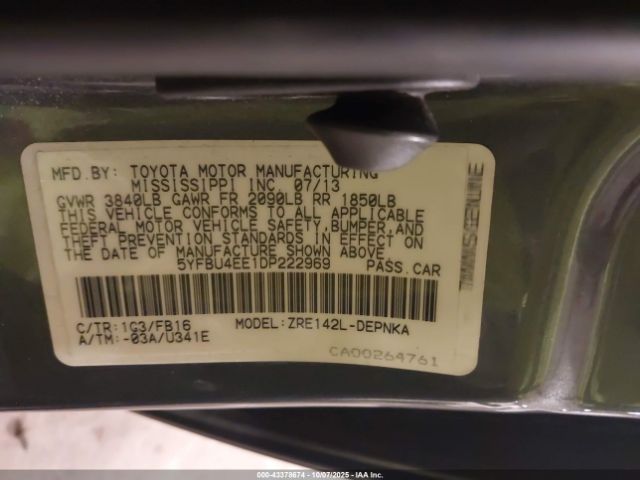 MFD.BY: TOYOTA MOTOR MANUFACTURING
MISSISSIPPI INC. 07/13
GVWR 3840LB GAWR FR 2090LB RR 1850LB
THIS VEHICLE CONFORMS TO ALL APPLICABLE
FEDERAL MOTOR VEHICLE SAFETY,BUMPER,AND
THEFT PREVENTION STANDARDS IN EFFECT ON
THE DATE OF MANUFACTURE SHOWN ABOVE.
5YFBU4EE1DP222969 PASS.CAR
C/TR:1G3/FB16 MODEL:ZRE142L-DEPNKA
A/TM:-03A/U341E
CA00264761
000-43378674 | 10/07/2025 - IAA Inc.